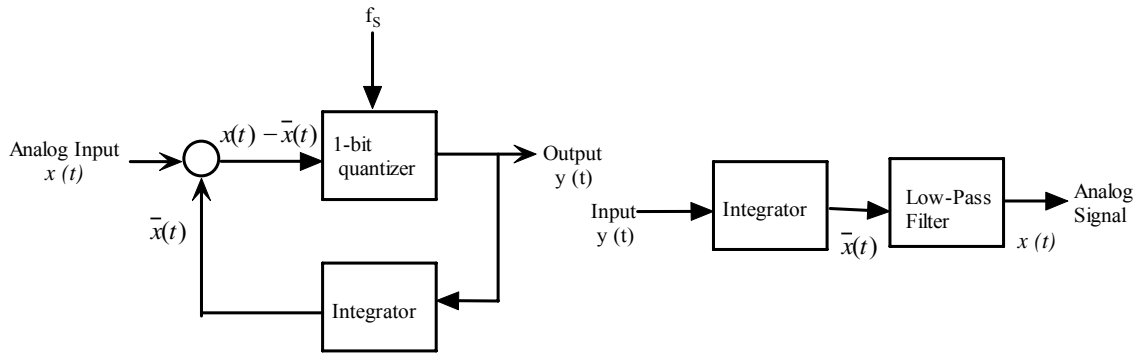 f_S
x(t) − x̄(t)
1-bit
quantizer
Analog Input
x (t)
Output
y (t)
x̄(t)
Integrator
Input
y (t)
Integrator
x̄(t)
Low-Pass
Filter
x (t)
Analog
Signal